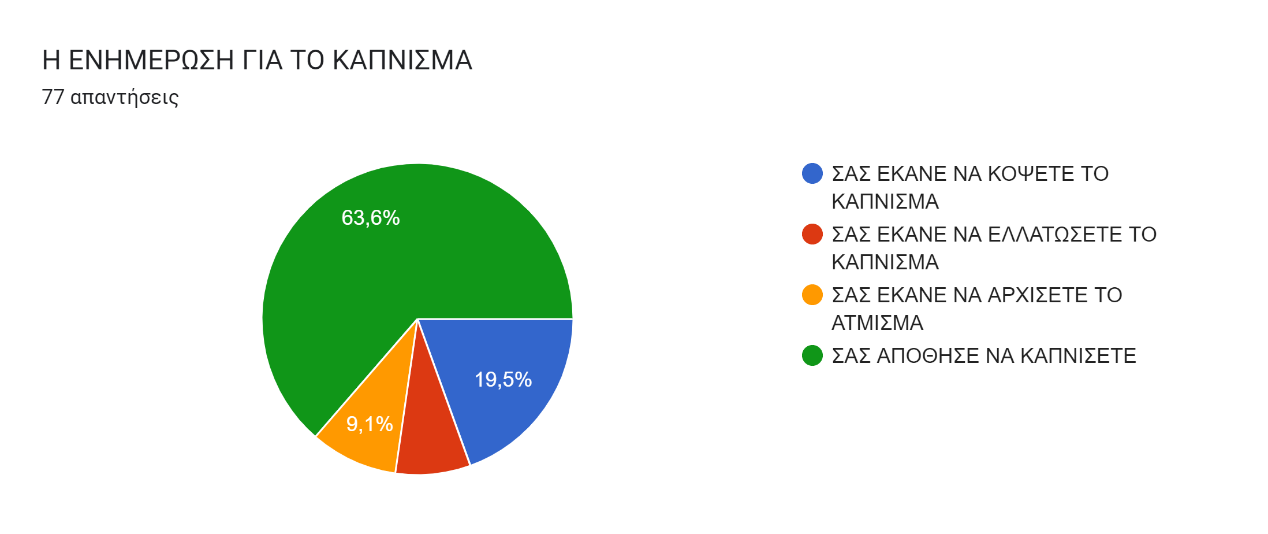 Η ΕΝΗΜΕΡΩΣΗ ΓΙΑ ΤΟ ΚΑΠΝΙΣΜΑ
77 απαντήσεις
63,6%
19,5%
9,1%
ΣΑΣ ΕΚΑΝΕ ΝΑ ΚΟΨΕΤΕ ΤΟ
ΚΑΠΝΙΣΜΑ
ΣΑΣ ΕΚΑΝΕ ΝΑ ΕΛΛΑΤΩΣΕΤΕ ΤΟ
ΚΑΠΝΙΣΜΑ
ΣΑΣ ΕΚΑΝΕ ΝΑ ΑΡΧΙΣΕΤΕ ΤΟ
ΑΤΜΙΣΜΑ
ΣΑΣ ΑΠΟΘΗΣΕ ΝΑ ΚΑΠΝΙΣΕΤΕ